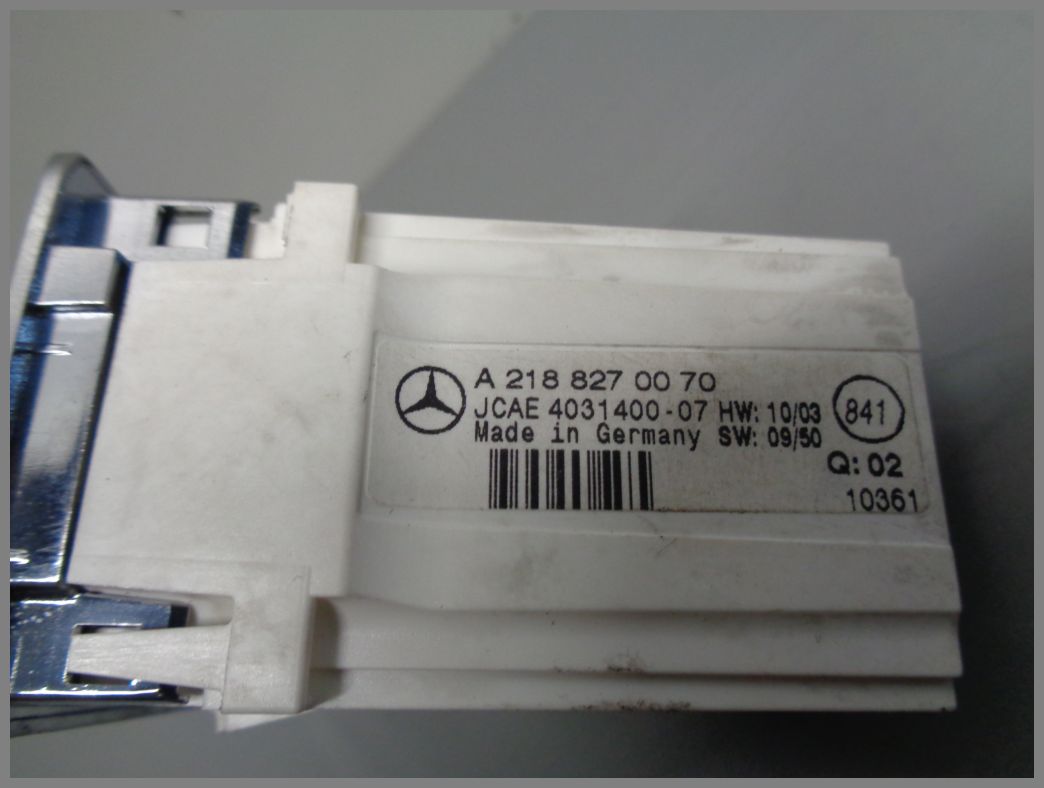 A 218 827 00 70
JCAE 4031400-07 HW: 10/03
Made in Germany SW: 09/50
841
Q: 02
10361